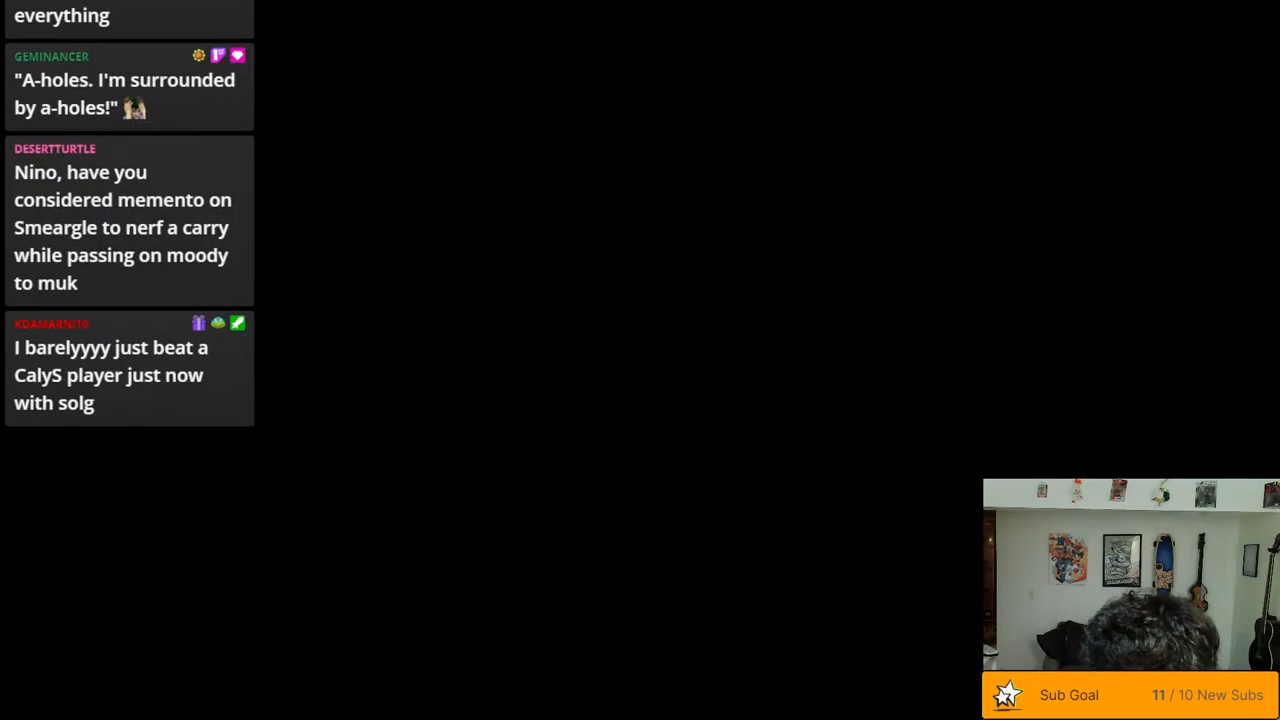 everything
GEMINANCER
"A-holes. I'm surrounded
by a-holes!"
DESERTTURTLE
Nino, have you
considered memento on
Smeargle to nerf a carry
while passing on moody
to muk
KDAMARNI10
I barelyyyy just beat a
CalyS player just now
with solg
Sub Goal 11 / 10 New Subs